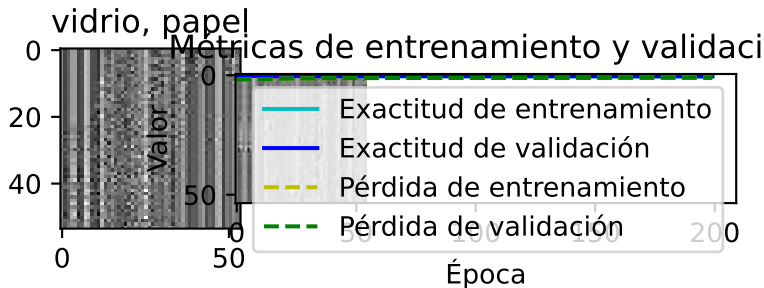 vidrio, papel
Métricas de entrenamiento y validaci
0
20
40
0
50
Valor
0
50
Exactitud de entrenamiento
Exactitud de validación
Pérdida de entrenamiento
Pérdida de validación
0
50
100
150
200
Época